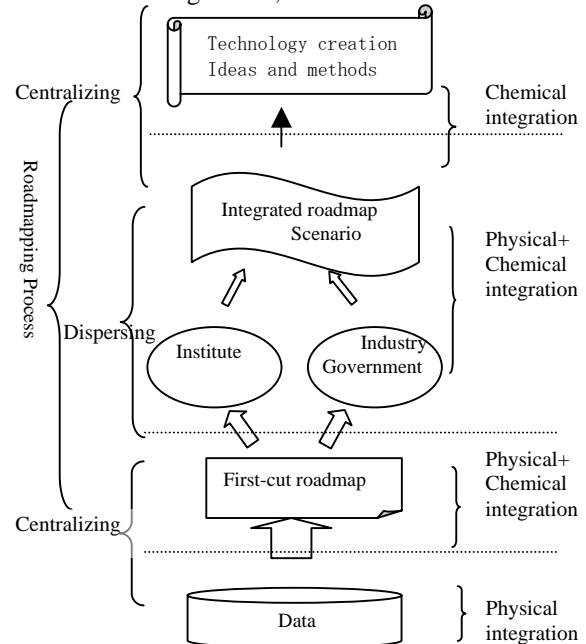 Technology creation
Ideas and methods
Centralizing
Chemical
integration
Roadmapping Process
Integrated roadmap
Scenario
Physical+
Chemical
integration
Dispersing
Institute
Industry
Government
First-cut roadmap
Physical+
Chemical
integration
Centralizing
Data
Physical
integration